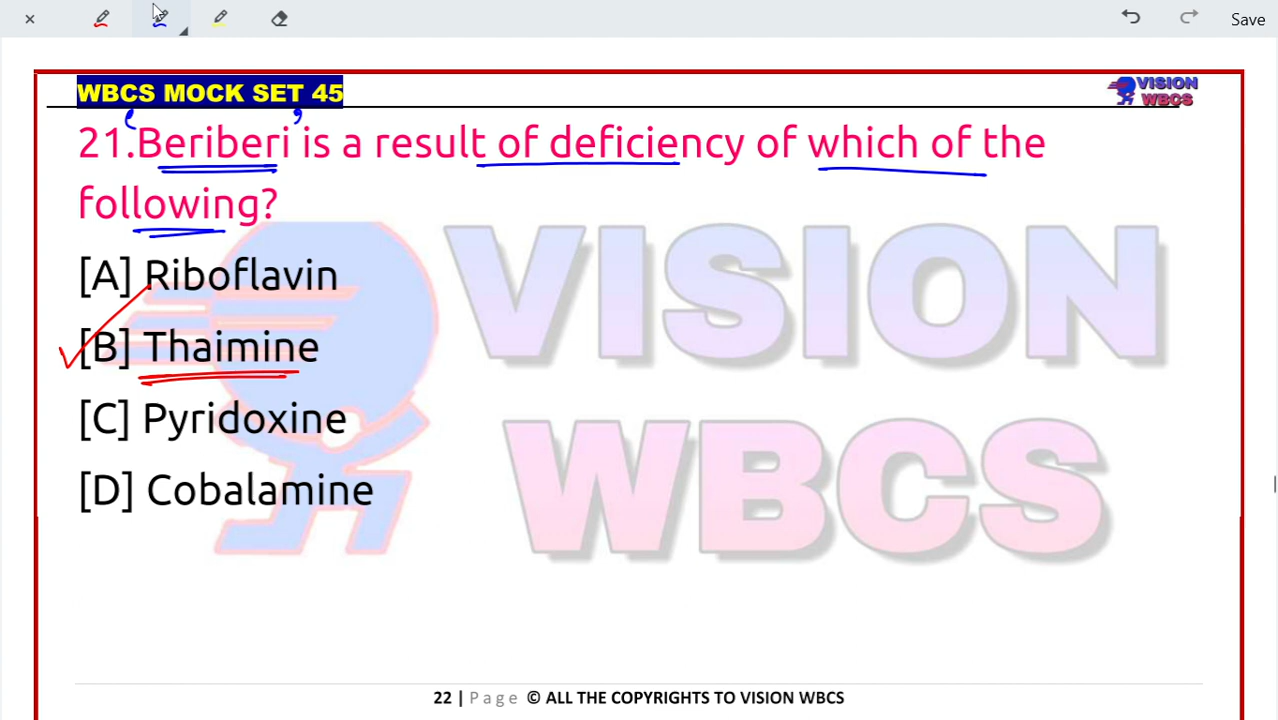 Save
WBCS MOCK SET 45
VISION
WBCS
21.Beriberi is a result of deficiency of which of the
following?
[A] Riboflavin
[B] Thaimine
[C] Pyridoxine
[D] Cobalamine
VISION
WBCS
22 | Page © ALL THE COPYRIGHTS TO VISION WBCS